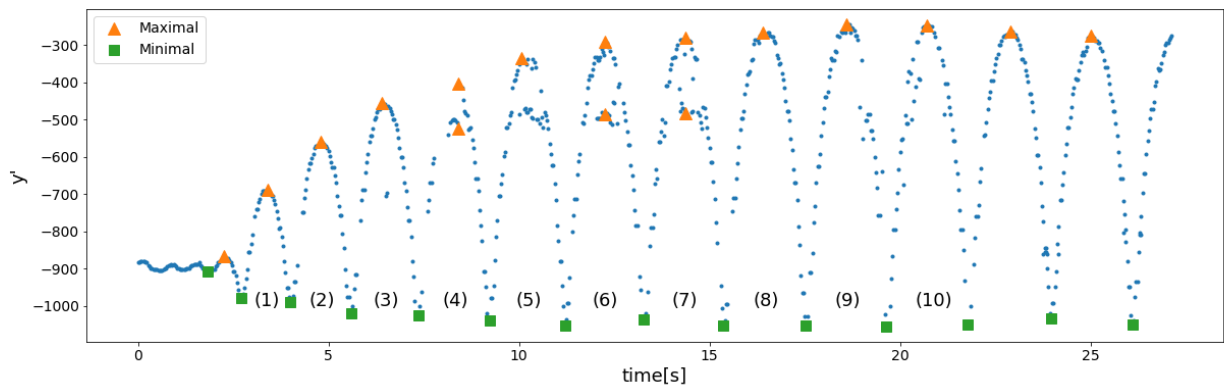 Maximal
Minimal
−300
−400
−500
−600
−700
−800
−900
−1000
y'
(1) (2) (3) (4) (5) (6) (7) (8) (9) (10)
0 5 10 15 20 25
time[s]